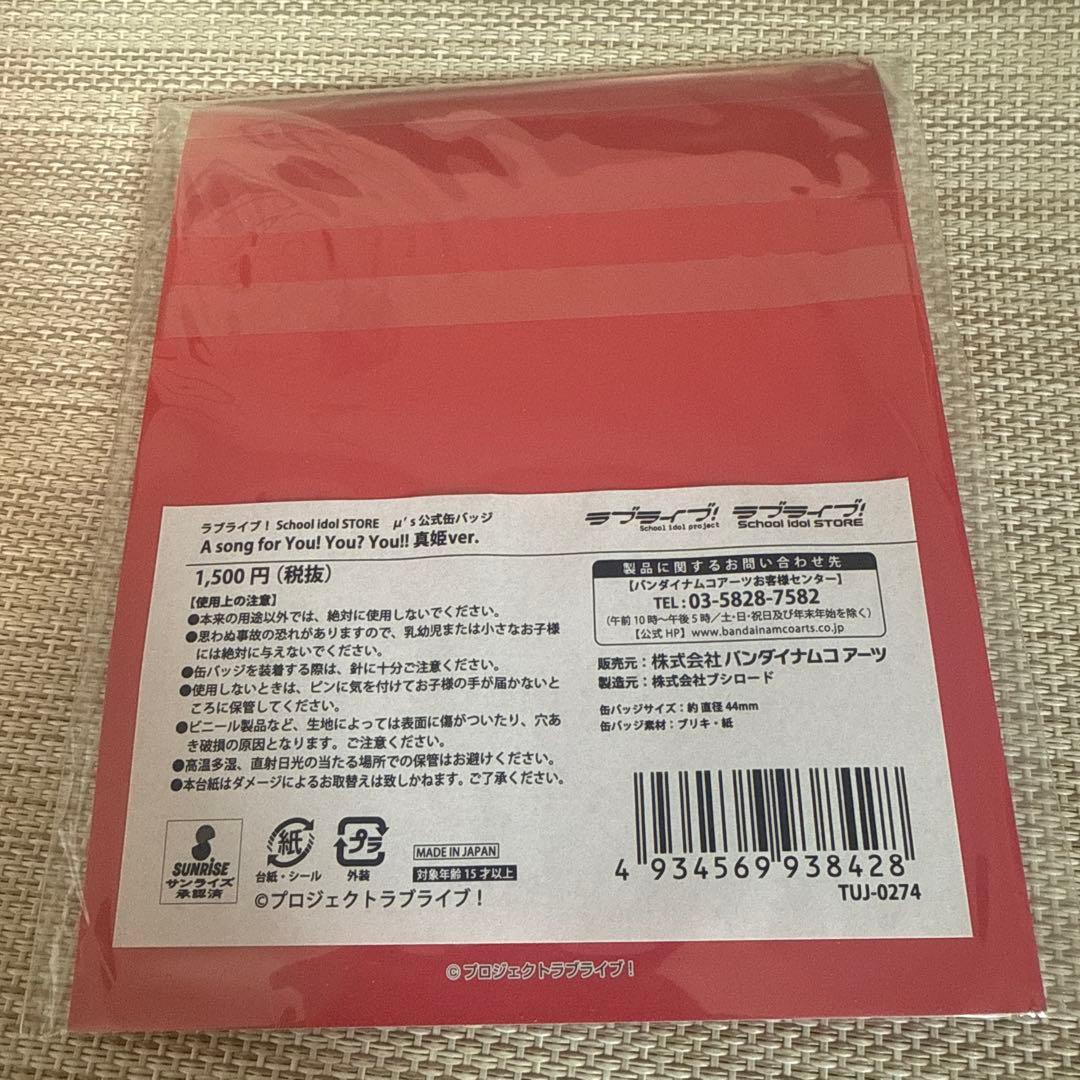 ラブライブ! School idol STORE μ's公式缶バッジ
A song for You! You? You!! 真姫ver.
1,500円(税抜)
【使用上の注意】
●本来の用途以外では、絶対に使用しないでください。
●思わぬ事故の恐れがありますので、乳幼児または小さなお子様
には絶対に与えないでください。
●缶バッジを装着する際は、針に十分ご注意ください。
●使用しないときは、ピンに気を付けてお子様の手が届かないと
ころに保管してください。
●ビニール製品など、生地によっては表面に傷がついたり、穴あ
き破損の原因となります。ご注意ください。
●高温多湿、直射日光の当たる場所での保管はお避けください。
●本台紙はダメージによるお取替えは致しかねます。ご了承ください。
SUNRISE
サンライズ
承認済
紙
台紙・シール
プラ
外装
MADE IN JAPAN
対象年齢15才以上
©プロジェクトラブライブ!
ラブライブ!
School idol project
ラブライブ!
School idol STORE
製品に関するお問い合わせ先
【バンダイナムコアーツお客様センター】
TEL:03-5828-7582
(午前10時~午後5時/土・日・祝日及び年末年始を除く)
【公式HP】www.bandainamcoarts.co.jp
販売元:株式会社バンダイナムコアーツ
製造元:株式会社ブシロード
缶バッジサイズ:約 直径44mm
缶バッジ素材:ブリキ・紙
4 934569 938428
TUJ-0274
©プロジェクトラブライブ!